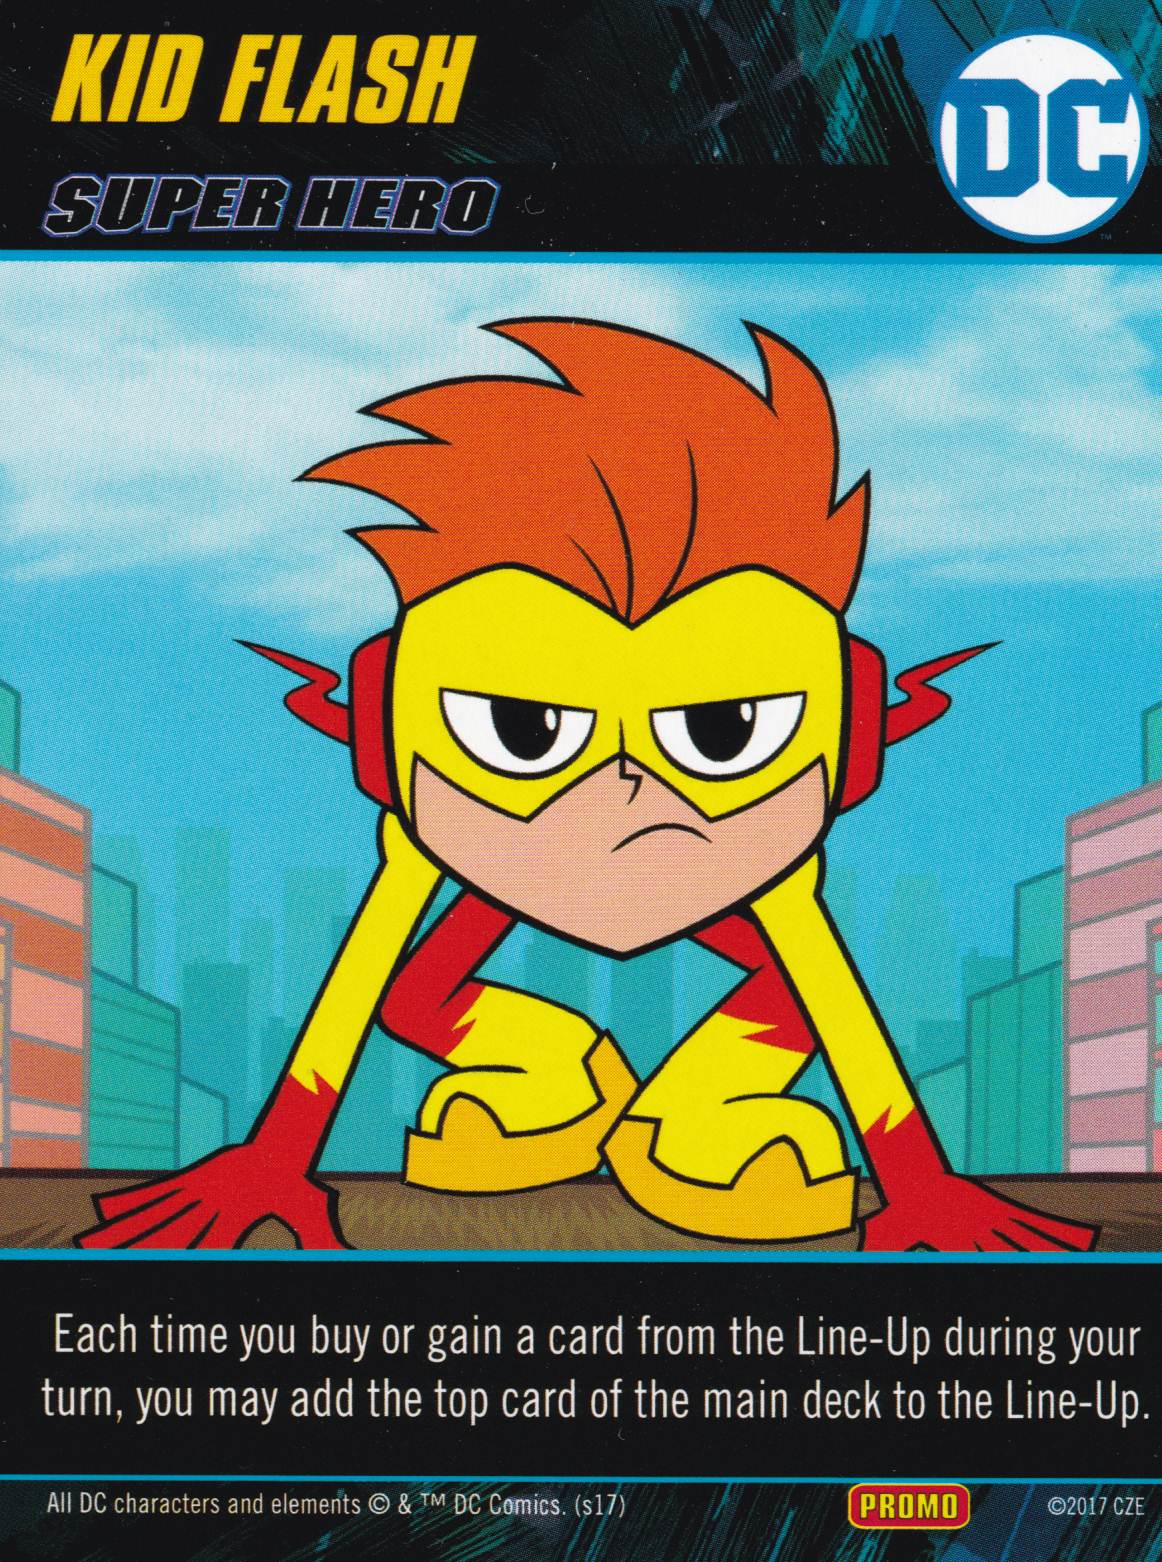 KID FLASH
DC
SUPER HERO
TM
Each time you buy or gain a card from the Line-Up during your
turn, you may add the top card of the main deck to the Line-Up.
All DC characters and elements © & ™ DC Comics. (s17)
PROMO
©2017 CZE